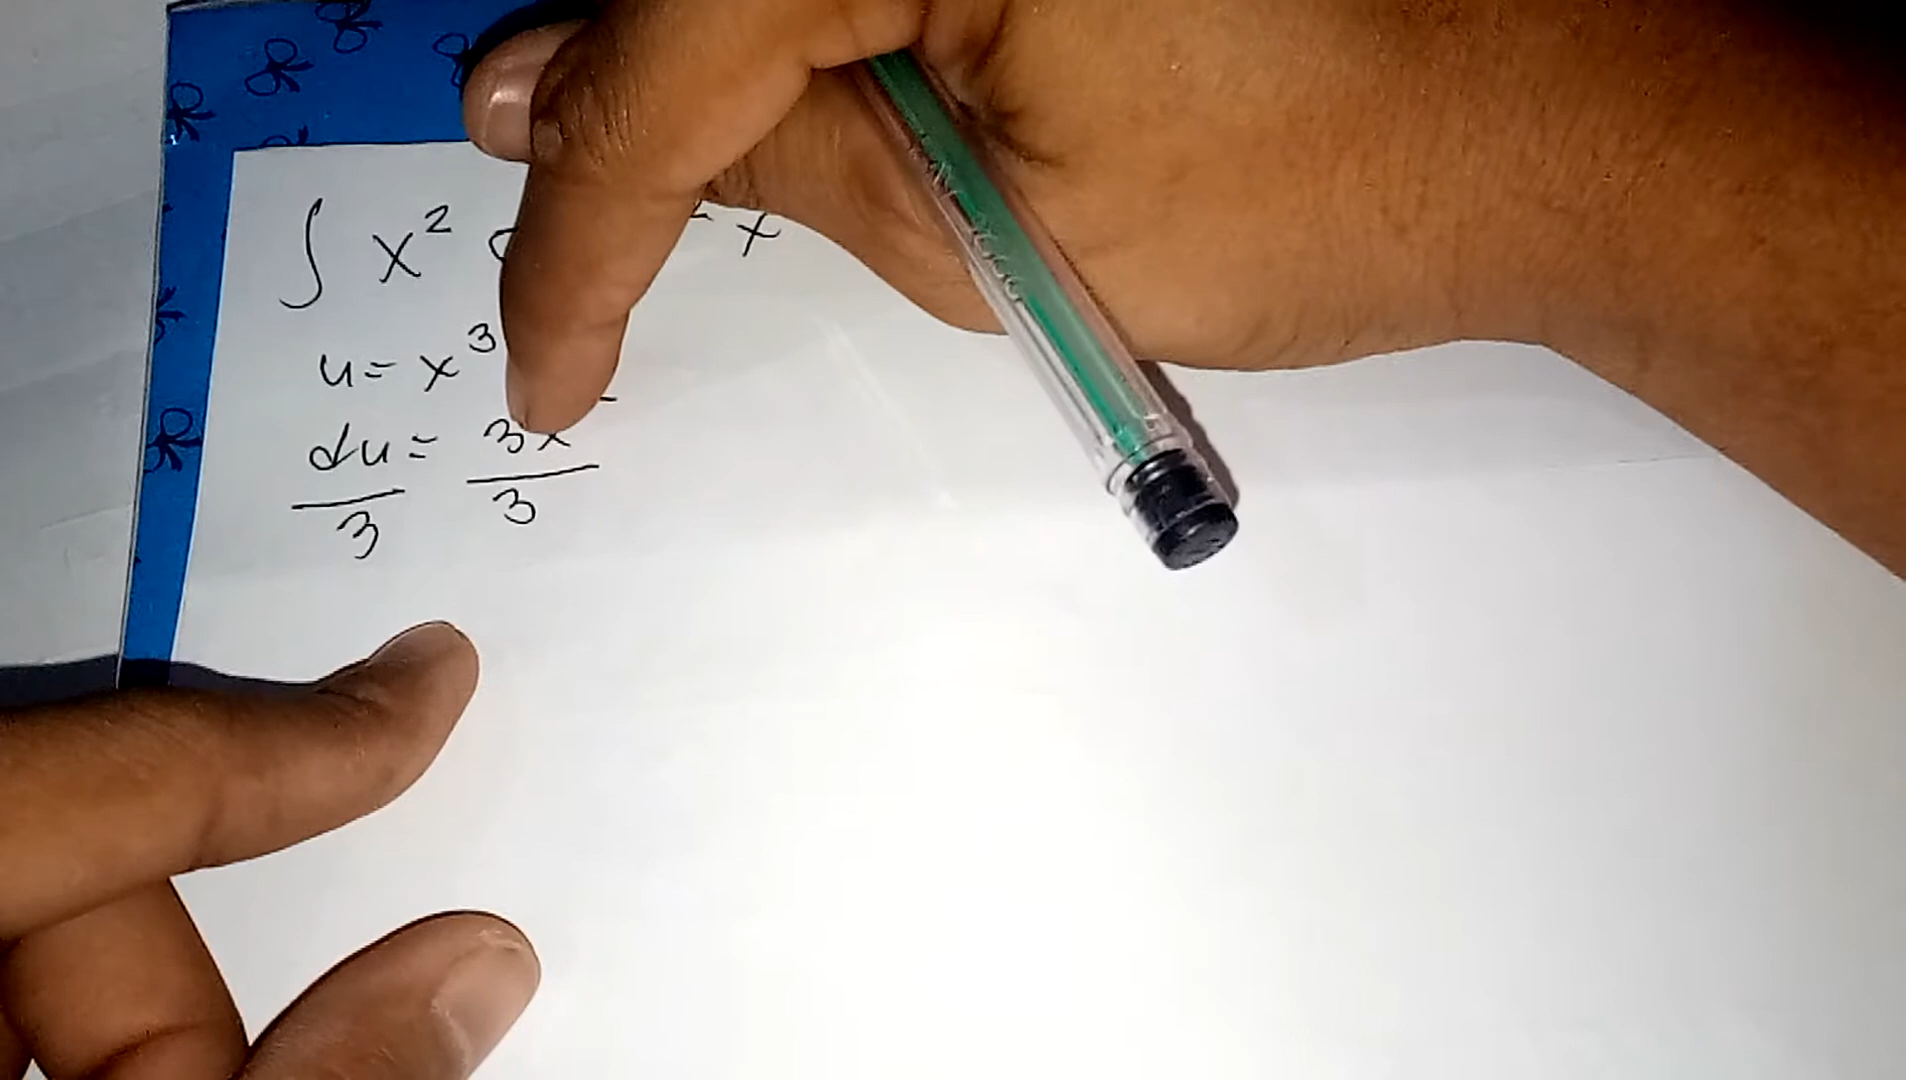 ∫ x² x
u = x³
du/3 = 3x/3